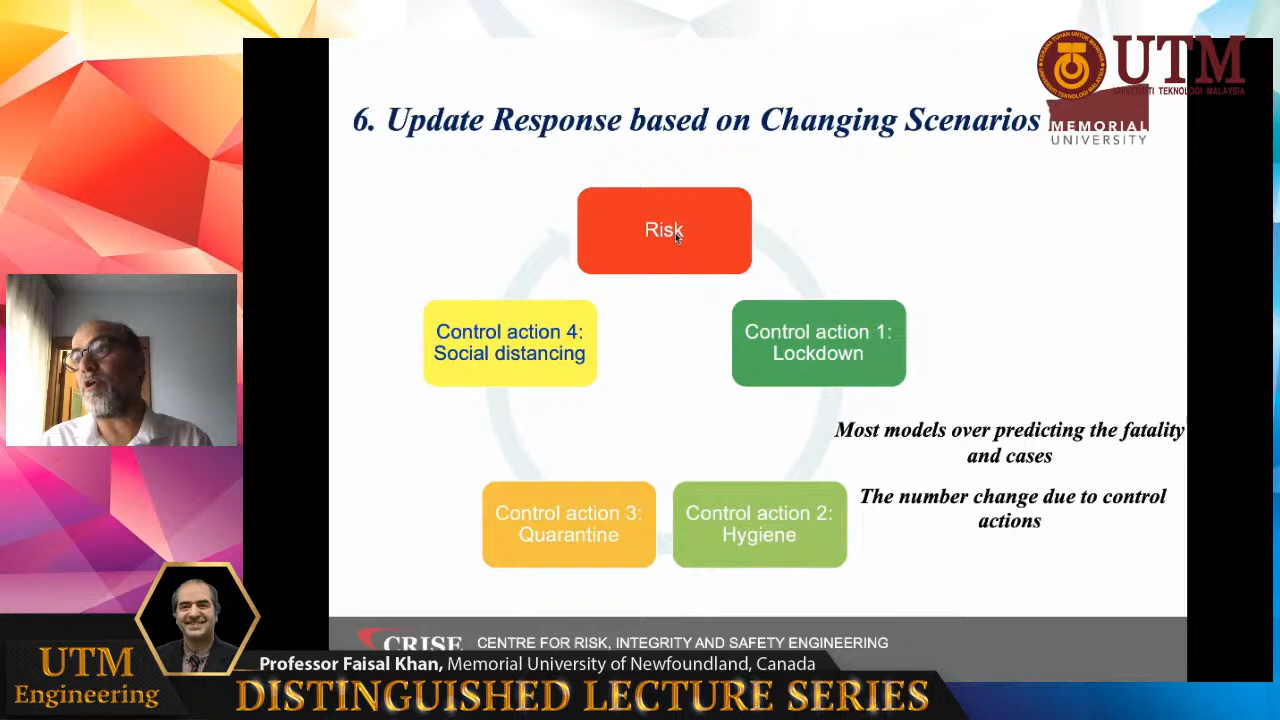 UTM
UNIVERSITI TEKNOLOGI MALAYSIA
6. Update Response based on Changing Scenarios
MEMORIAL
UNIVERSITY
Risk
Control action 4:
Social distancing
Control action 1:
Lockdown
Most models over predicting the fatality
and cases
The number change due to control
actions
Control action 3:
Quarantine
Control action 2:
Hygiene
CRISE
CENTRE FOR RISK, INTEGRITY AND SAFETY ENGINEERING
Professor Faisal Khan, Memorial University of Newfoundland, Canada
UTM
Engineering
DISTINGUISHED LECTURE SERIES